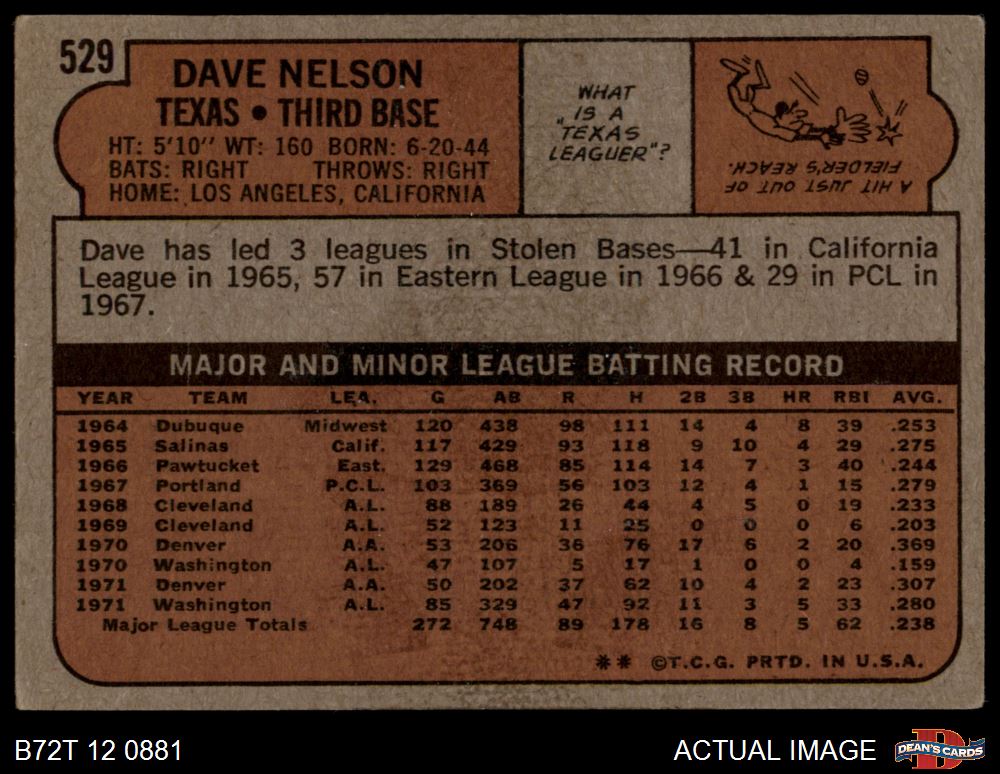 529
DAVE NELSON
TEXAS • THIRD BASE
HT: 5'10" WT: 160 BORN: 6-20-44
BATS: RIGHT THROWS: RIGHT
HOME: LOS ANGELES, CALIFORNIA
WHAT
IS A
"TEXAS
LEAGUER"?
A HIT JUST OUT OF
FIELDER'S REACH.
Dave has led 3 leagues in Stolen Bases—41 in California
League in 1965, 57 in Eastern League in 1966 & 29 in PCL in
1967.
MAJOR AND MINOR LEAGUE BATTING RECORD
YEAR TEAM LEA. G AB R H 2B 3B HR RBI AVG.
1964 Dubuque Midwest 120 438 98 111 14 4 8 39 .253
1965 Salinas Calif. 117 429 93 118 9 10 4 29 .275
1966 Pawtucket East. 129 468 85 114 14 7 3 40 .244
1967 Portland P.C.L. 103 369 56 103 12 4 1 15 .279
1968 Cleveland A.L. 88 189 26 44 4 5 0 19 .233
1969 Cleveland A.L. 52 123 11 25 0 0 0 6 .203
1970 Denver A.A. 53 206 36 76 17 6 2 20 .369
1970 Washington A.L. 47 107 5 17 1 0 0 4 .159
1971 Denver A.A. 50 202 37 62 10 4 2 23 .307
1971 Washington A.L. 85 329 47 92 11 3 5 33 .280
Major League Totals 272 748 89 178 16 8 5 62 .238
** ©T.C.G. PRTD. IN U.S.A.
B72T 12 0881
ACTUAL IMAGE
D
DEAN'S CARDS